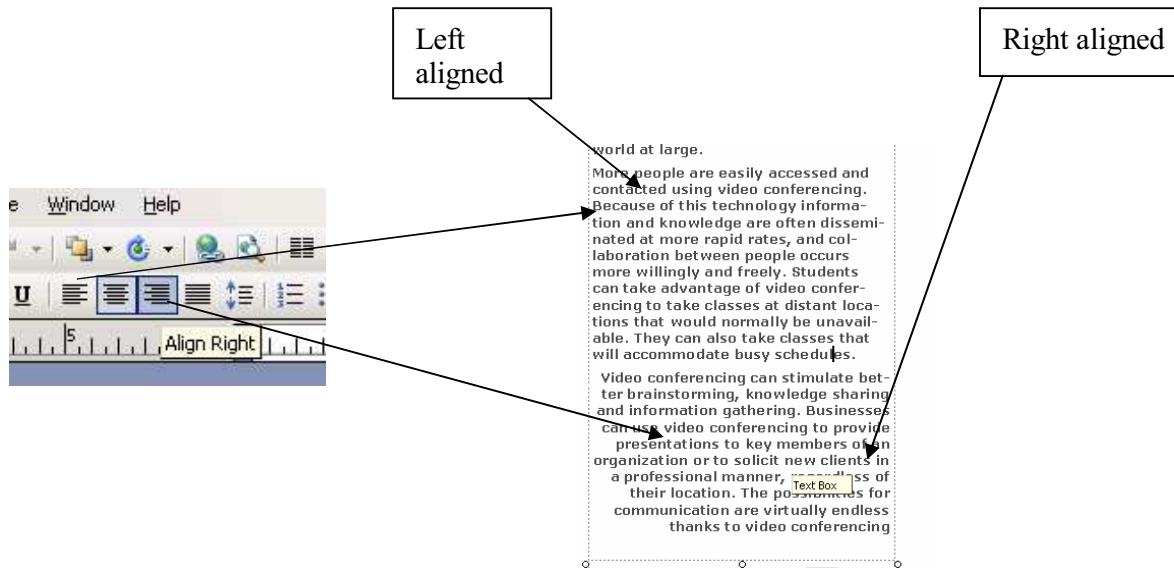 Left
aligned
Right aligned
e Window Help
U
5
Align Right
world at large.
More people are easily accessed and
contacted using video conferencing.
Because of this technology informa-
tion and knowledge are often dissemi-
nated at more rapid rates, and col-
laboration between people occurs
more willingly and freely. Students
can take advantage of video confer-
encing to take classes at distant loca-
tions that would normally be unavail-
able. They can also take classes that
will accommodate busy schedules.
Video conferencing can stimulate bet-
ter brainstorming, knowledge sharing
and information gathering. Businesses
can use video conferencing to provide
presentations to key members of an
organization or to solicit new clients in
a professional manner, regardless of
Text Box
their location. The possibilities for
communication are virtually endless
thanks to video conferencing